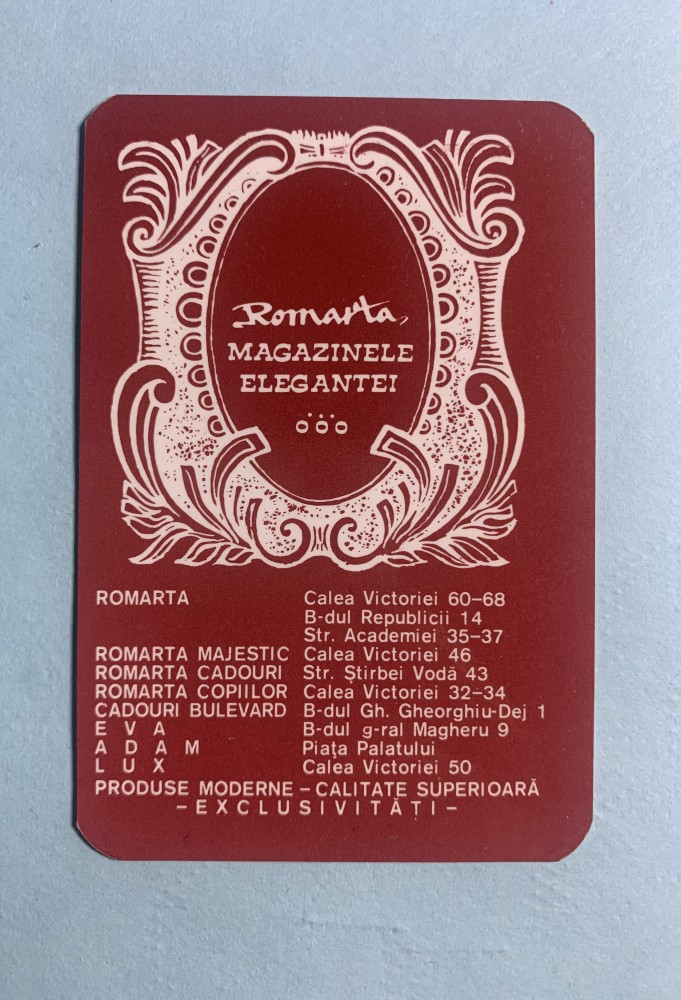 Romarta,
MAGAZINELE
ELEGANTEI
ROMARTA Calea Victoriei 60–68
B-dul Republicii 14
Str. Academiei 35–37
ROMARTA MAJESTIC Calea Victoriei 46
ROMARTA CADOURI Str. Știrbei Vodă 43
ROMARTA COPIILOR Calea Victoriei 32–34
CADOURI BULEVARD B-dul Gh. Gheorghiu-Dej 1
E V A B-dul g-ral Magheru 9
A D A M Piața Palatului
L U X Calea Victoriei 50
PRODUSE MODERNE – CALITATE SUPERIOARĂ
– E X C L U S I V I T Ă Ț I –